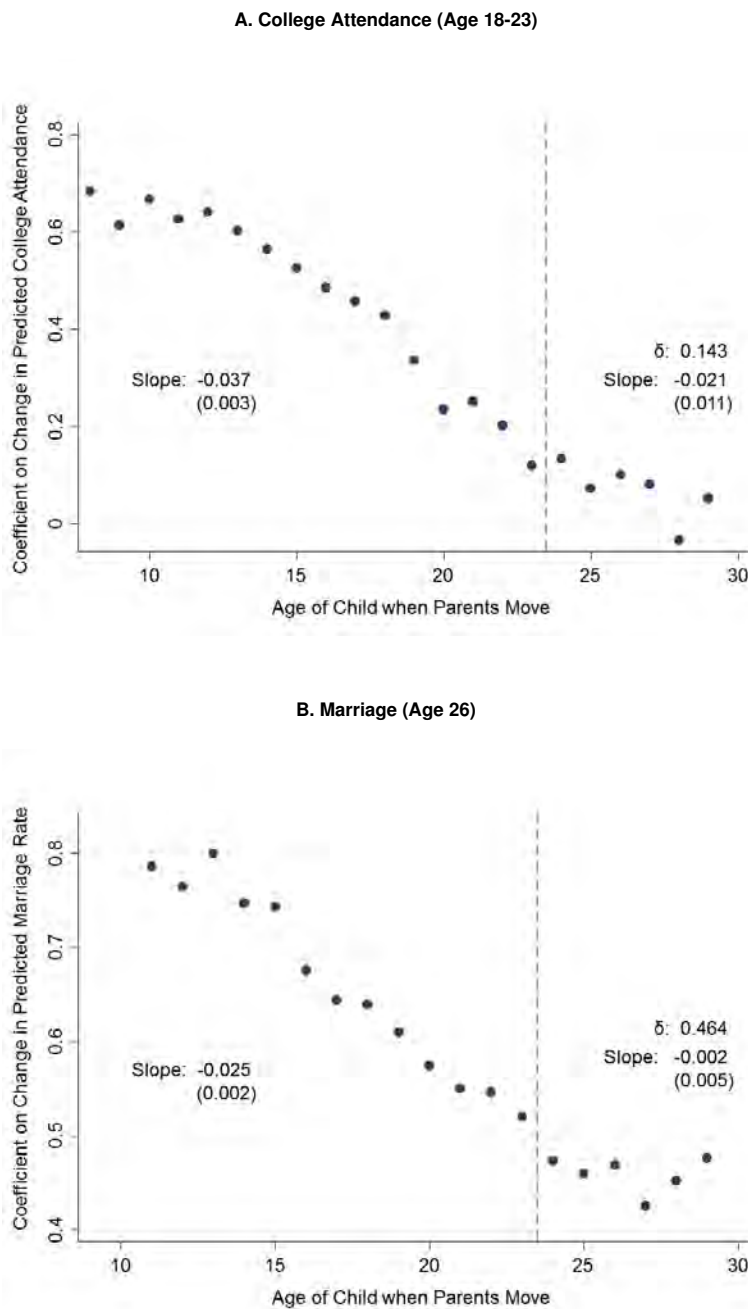 A. College Attendance (Age 18-23)
Coefficient on Change in Predicted College Attendance
0.8
0.6
0.4
0.2
0
Slope: -0.037
(0.003)
δ: 0.143
Slope: -0.021
(0.011)
10 15 20 25 30
Age of Child when Parents Move
B. Marriage (Age 26)
Coefficient on Change in Predicted Marriage Rate
0.8
0.7
0.6
0.5
0.4
Slope: -0.025
(0.002)
δ: 0.464
Slope: -0.002
(0.005)
10 15 20 25 30
Age of Child when Parents Move